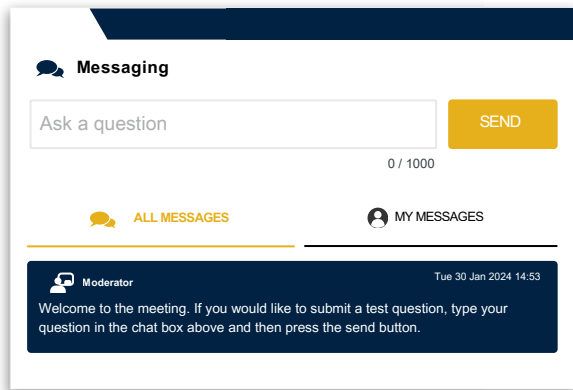 Messaging
Ask a question
SEND
0 / 1000
ALL MESSAGES
MY MESSAGES
Moderator
Tue 30 Jan 2024 14:53
Welcome to the meeting. If you would like to submit a test question, type your
question in the chat box above and then press the send button.